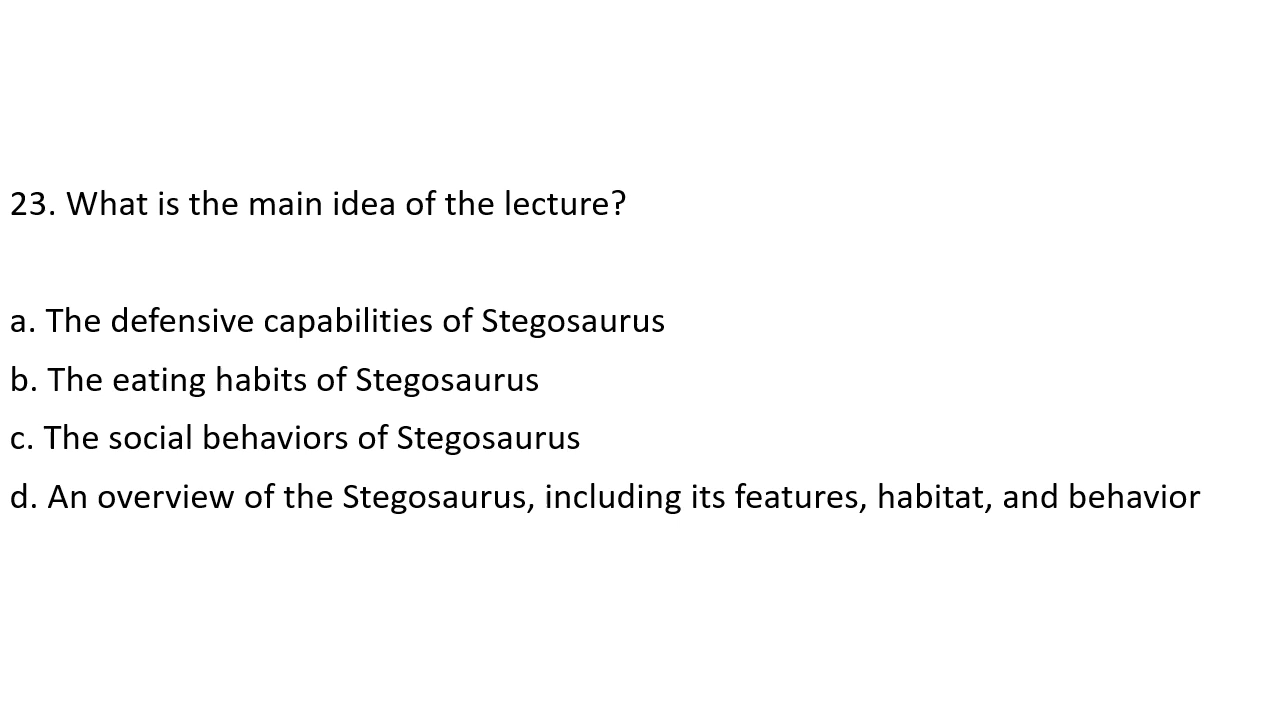 23. What is the main idea of the lecture?
a. The defensive capabilities of Stegosaurus
b. The eating habits of Stegosaurus
c. The social behaviors of Stegosaurus
d. An overview of the Stegosaurus, including its features, habitat, and behavior